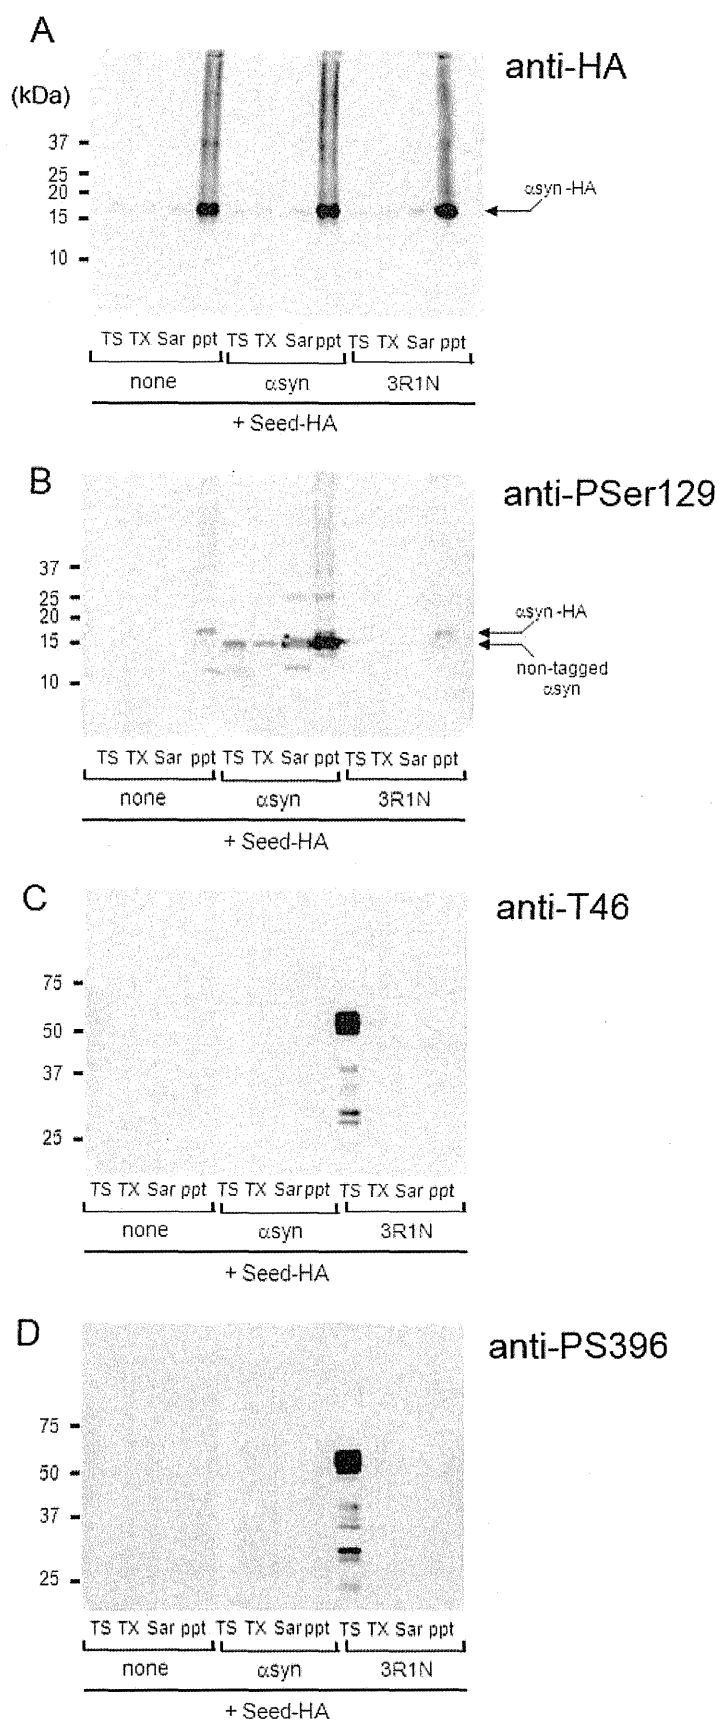 A
anti-HA
(kDa)
37
25
20
15
10
αsyn -HA
TS TX Sar ppt TS TX Sar ppt TS TX Sar ppt
none αsyn 3R1N
+ Seed-HA
B
anti-PSer129
37
25
20
15
10
αsyn -HA
non-tagged
αsyn
TS TX Sar ppt TS TX Sar ppt TS TX Sar ppt
none αsyn 3R1N
+ Seed-HA
C
anti-T46
75
50
37
25
TS TX Sar ppt TS TX Sar ppt TS TX Sar ppt
none αsyn 3R1N
+ Seed-HA
D
anti-PS396
75
50
37
25
TS TX Sar ppt TS TX Sar ppt TS TX Sar ppt
none αsyn 3R1N
+ Seed-HA